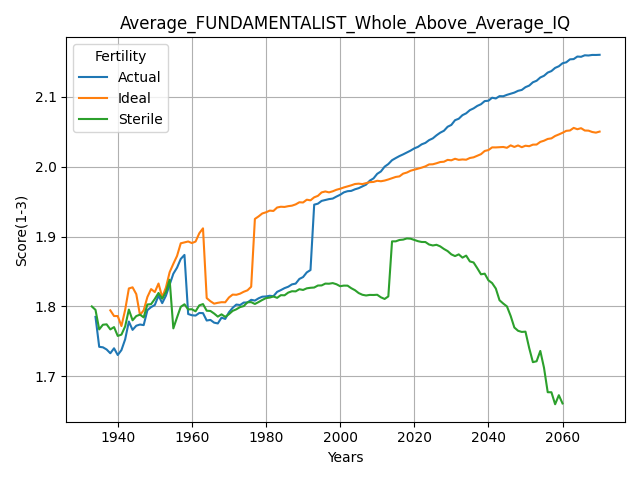 Average_FUNDAMENTALIST_Whole_Above_Average_IQ
Fertility
Actual
Ideal
Sterile
Score(1-3)
2.1
2.0
1.9
1.8
1.7
1940
1960
1980
2000
2020
2040
2060
Years